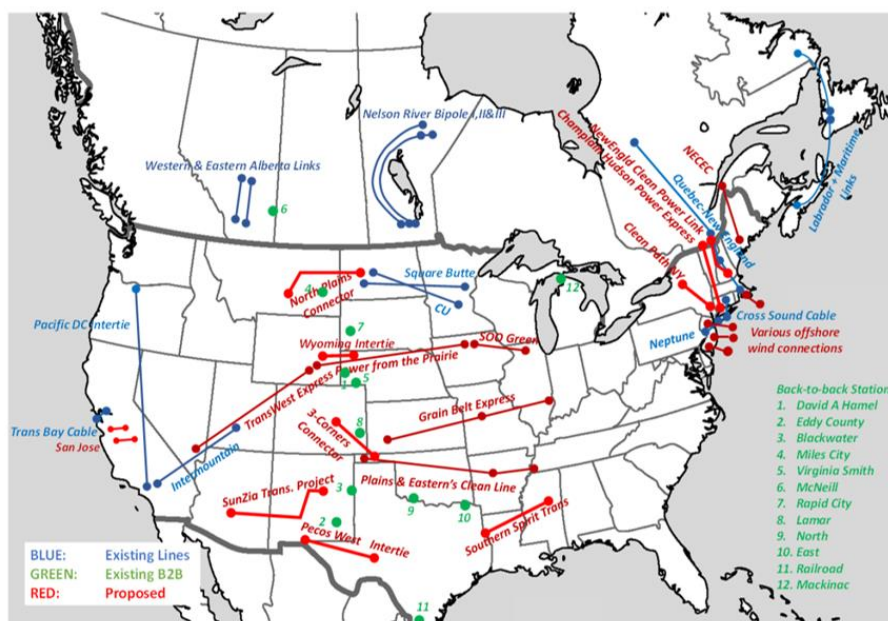 Nelson River Bipole I,II&III
Western & Eastern Alberta Links
6
NewEngld Clean Power Link
Champlain Hudson Power Express
NECEC
Quebec-New England
Labrador + Maritime
Links
Clean Path NY
4
North Plains
Connector
Square Butte
CU
12
Pacific DC Intertie
7
Wyoming Intertie
SOO Green
TransWest Express Power from the Prairie
1
5
Neptune
Cross Sound Cable
Various offshore
wind connections
Grain Belt Express
3-Corners
Connector
8
Trans Bay Cable
San Jose
Intermountain
Plains & Eastern's Clean Line
SunZia Trans. Project
3
9
10
2
Southern Spirit Trans
Pecos West Intertie
11
Back-to-back Station
1. David A Hamel
2. Eddy County
3. Blackwater
4. Miles City
5. Virginia Smith
6. McNeill
7. Rapid City
8. Lamar
9. North
10. East
11. Railroad
12. Mackinac
BLUE: Existing Lines
GREEN: Existing B2B
RED: Proposed